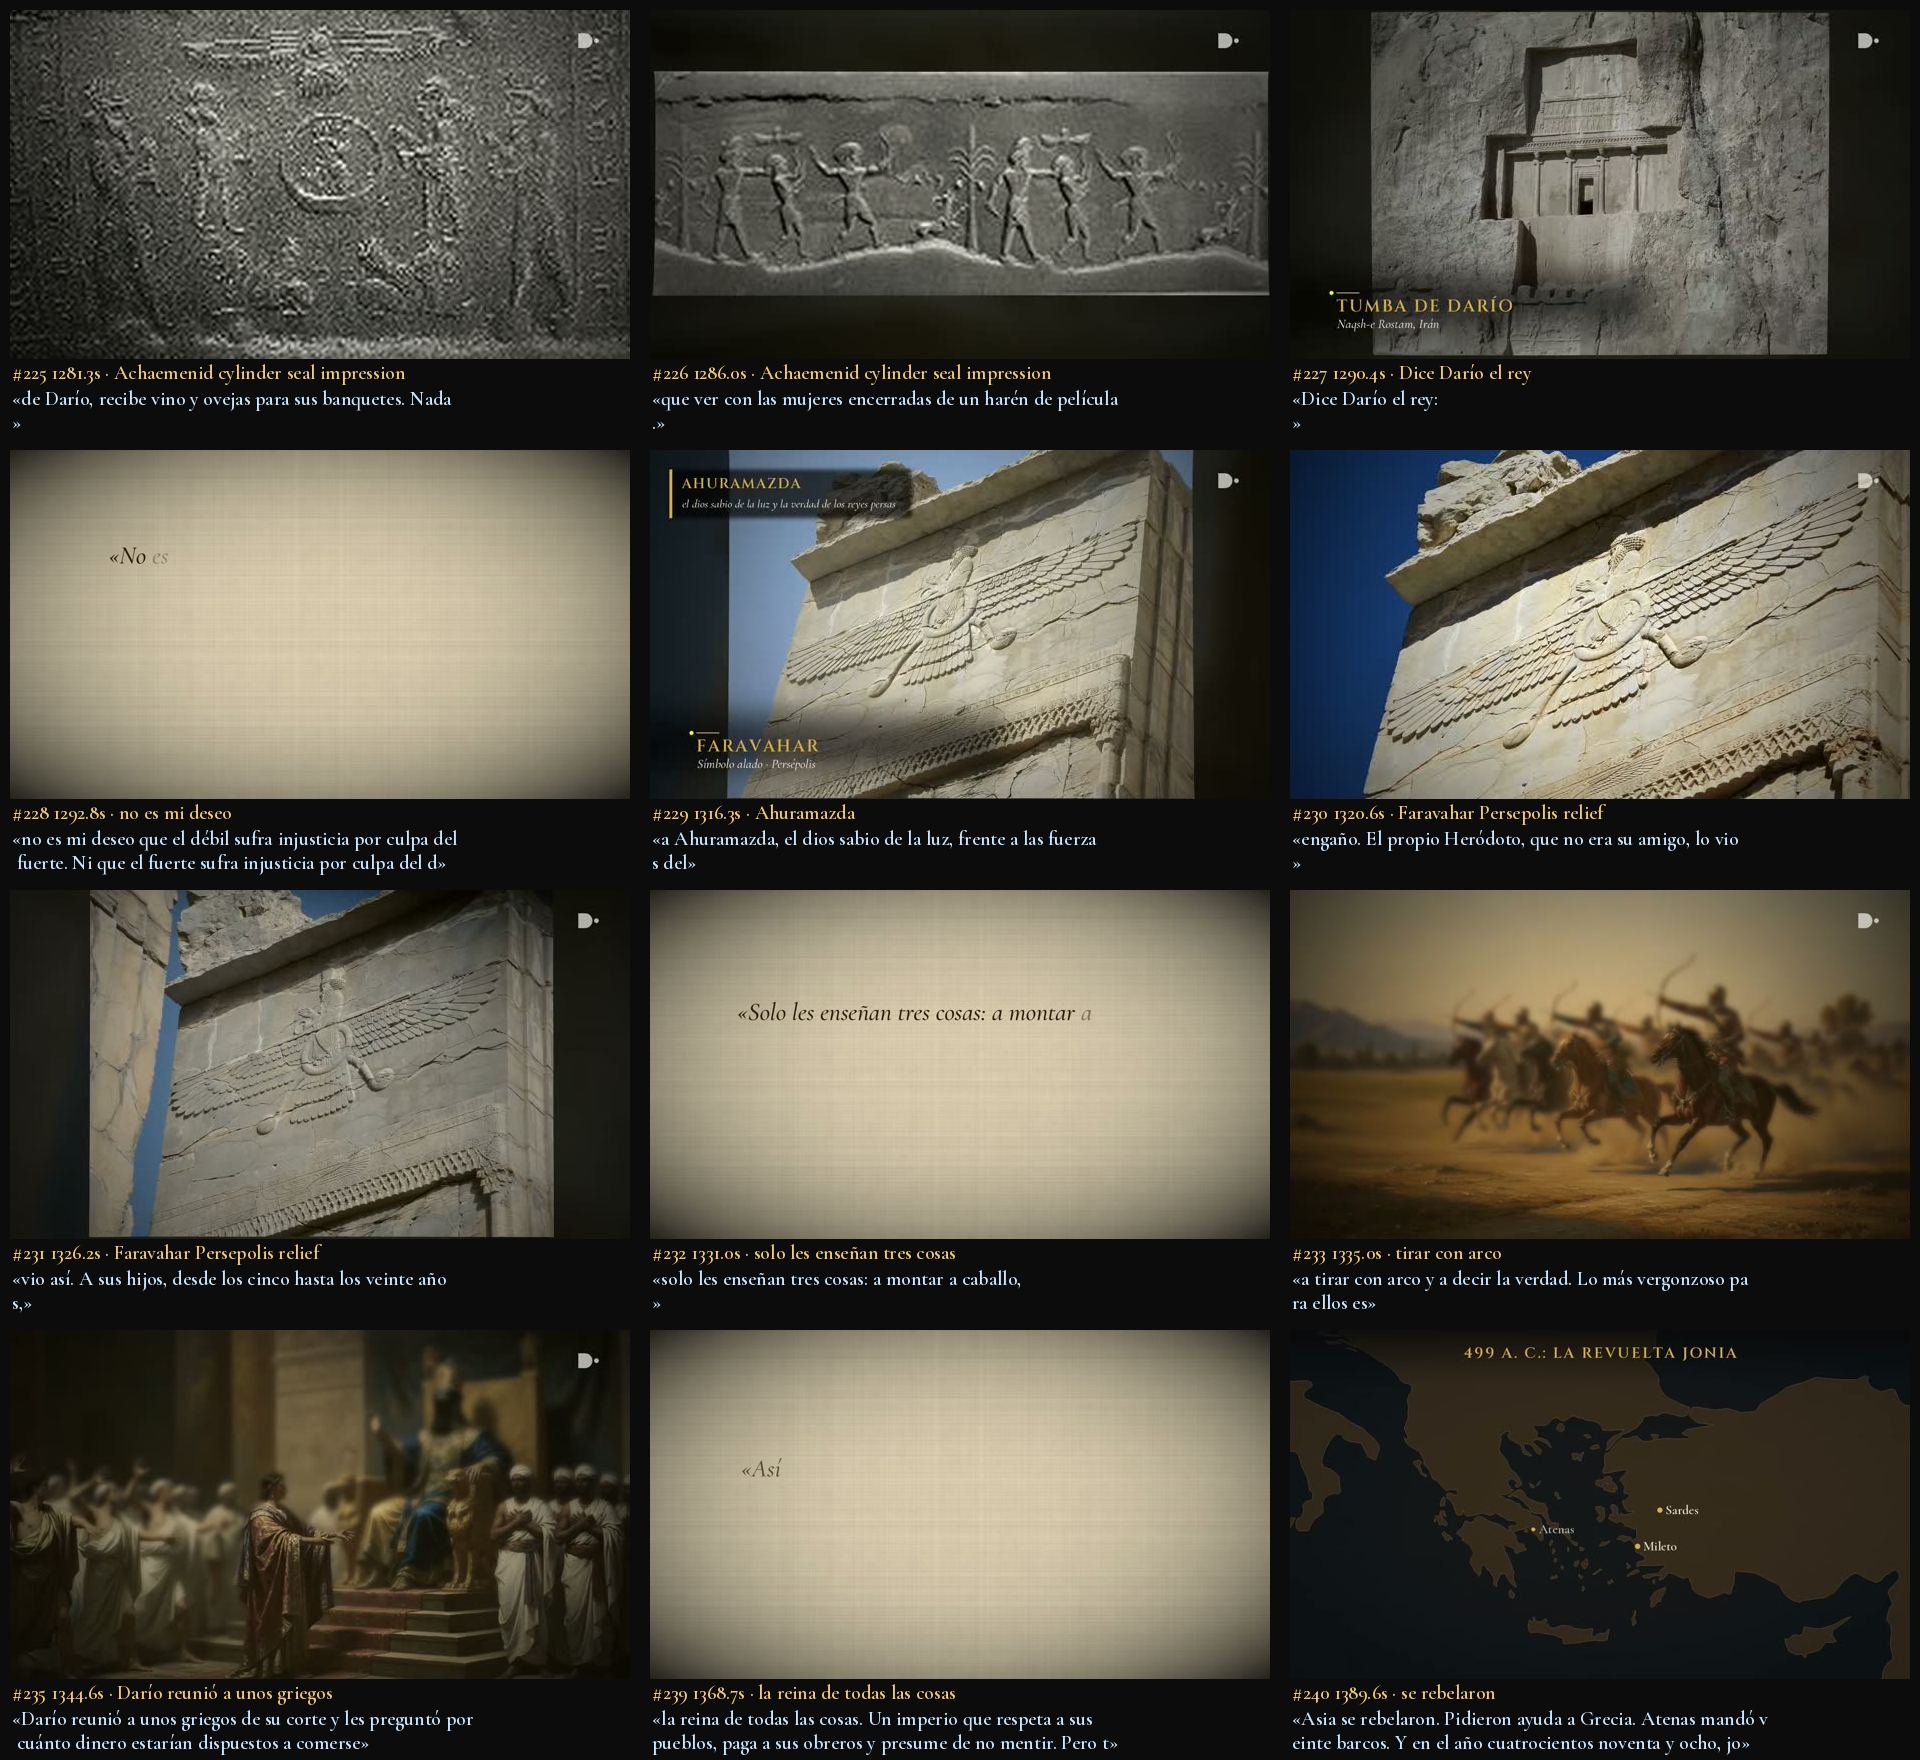 #225 1281.3s · Achaemenid cylinder seal impression
«de Darío, recibe vino y ovejas para sus banquetes. Nada
»
#226 1286.0s · Achaemenid cylinder seal impression
«que ver con las mujeres encerradas de un harén de película
.»
TUMBA DE DARÍO
Naqsh-e Rostam, Irán
#227 1290.4s · Dice Darío el rey
«Dice Darío el rey:
»
«No es
#228 1292.8s · no es mi deseo
«no es mi deseo que el débil sufra injusticia por culpa del
fuerte. Ni que el fuerte sufra injusticia por culpa del d»
AHURAMAZDA
el dios sabio de la luz y la verdad de los reyes persas
FARAVAHAR
Símbolo alado · Persépolis
#229 1316.3s · Ahuramazda
«a Ahuramazda, el dios sabio de la luz, frente a las fuerza
s del»
#230 1320.6s · Faravahar Persepolis relief
«engaño. El propio Heródoto, que no era su amigo, lo vio
»
#231 1326.2s · Faravahar Persepolis relief
«vio así. A sus hijos, desde los cinco hasta los veinte año
s,»
«Solo les enseñan tres cosas: a montar a
#232 1331.0s · solo les enseñan tres cosas
«solo les enseñan tres cosas: a montar a caballo,
»
#233 1335.0s · tirar con arco
«a tirar con arco y a decir la verdad. Lo más vergonzoso pa
ra ellos es»
#235 1344.6s · Darío reunió a unos griegos
«Darío reunió a unos griegos de su corte y les preguntó por
cuánto dinero estarían dispuestos a comerse»
«Así
#239 1368.7s · la reina de todas las cosas
«la reina de todas las cosas. Un imperio que respeta a sus
pueblos, paga a sus obreros y presume de no mentir. Pero t»
499 A. C.: LA REVUELTA JONIA
Sardes
Atenas
Mileto
#240 1389.6s · se rebelaron
«Asia se rebelaron. Pidieron ayuda a Grecia. Atenas mandó v
einte barcos. Y en el año cuatrocientos noventa y ocho, jo»